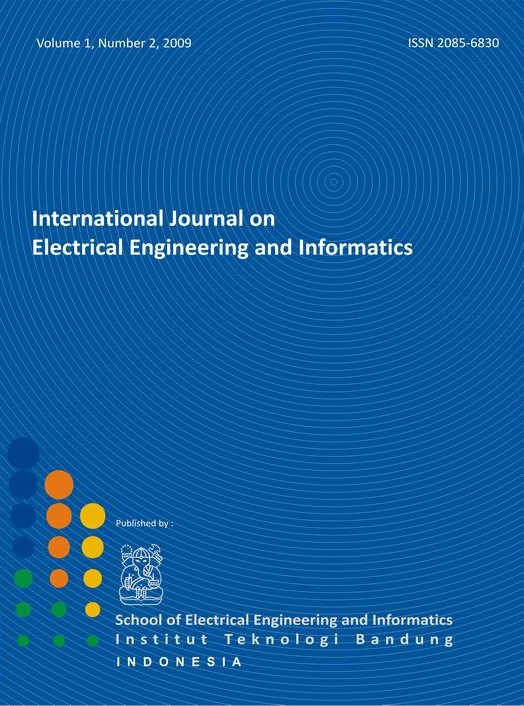 Volume 1, Number 2, 2009
ISSN 2085-6830
International Journal on
Electrical Engineering and Informatics
Published by :
School of Electrical Engineering and Informatics
Institut Teknologi Bandung
INDONESIA